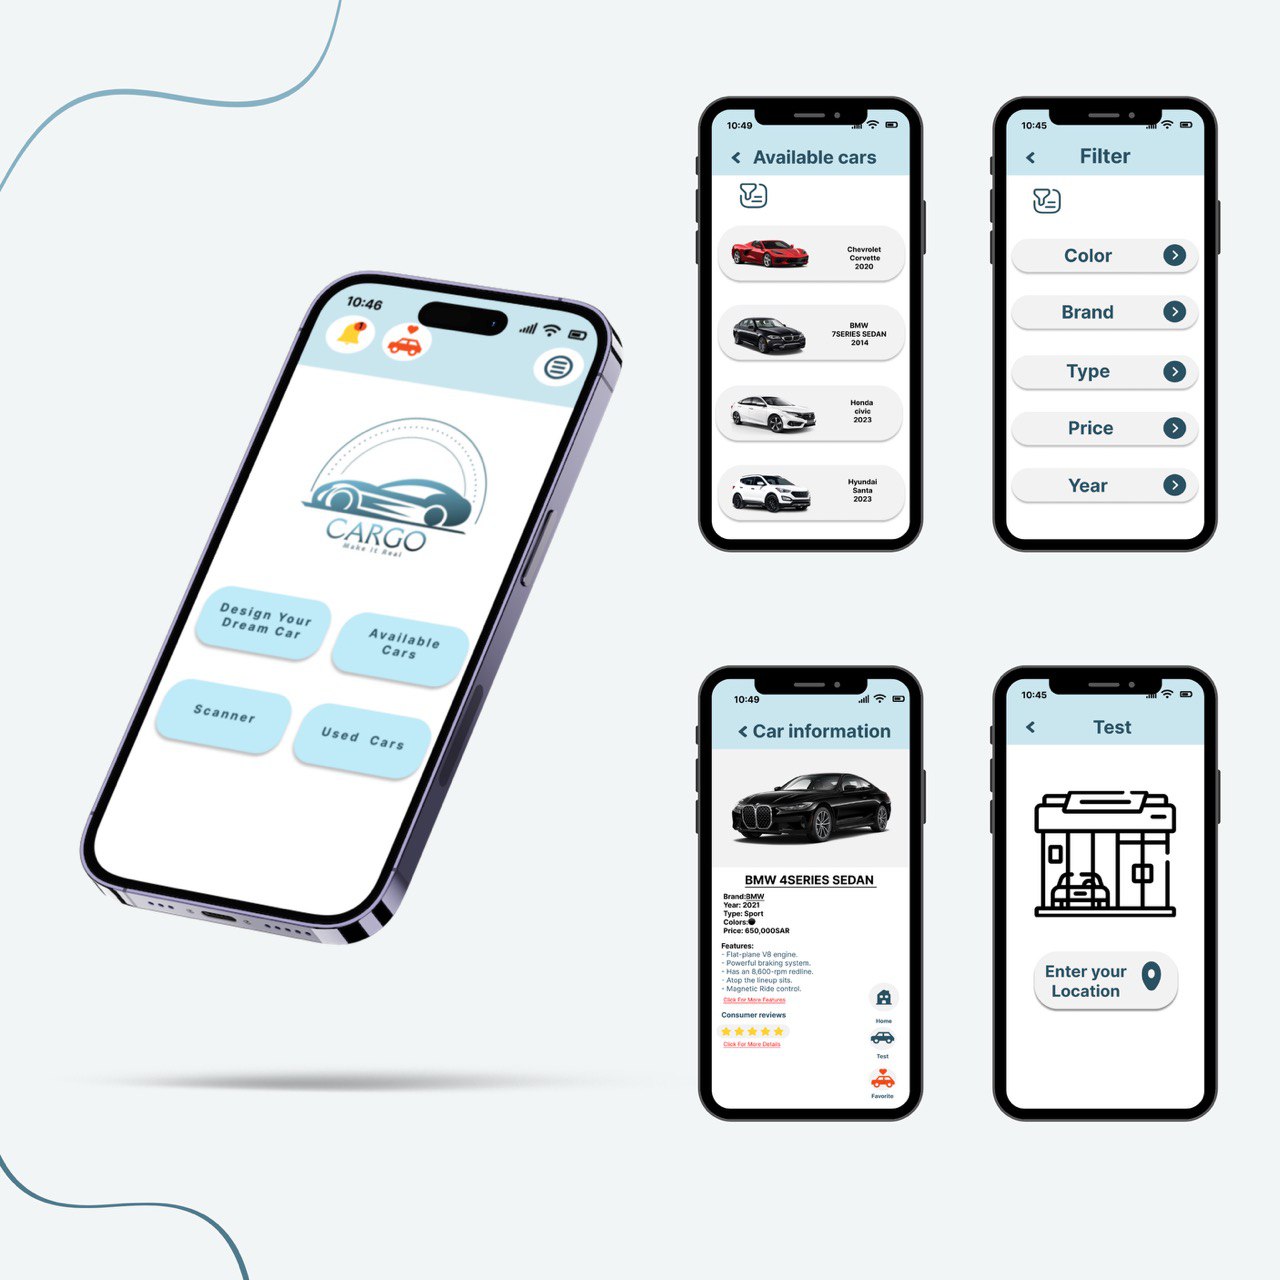 10:46
1
CARGO
Make It Real
Design Your
Dream Car
Available
Cars
Scanner
Used Cars
10:49
Available cars
Chevrolet
Corvette
2020
BMW
7SERIES SEDAN
2014
Honda
civic
2023
Hyundai
Santa
2023
10:45
Filter
Color
Brand
Type
Price
Year
10:49
Car information
BMW 4SERIES SEDAN
Brand:BMW
Year: 2021
Type: Sport
Colors:
Price: 650,000SAR
Features:
- Flat-plane V8 engine.
- Powerful braking system.
- Has an 8,600-rpm redline.
- Atop the lineup sits.
- Magnetic Ride control.
Click For More Features
Consumer reviews
Click For More Details
Home
Test
Favorite
10:45
Test
Enter your
Location